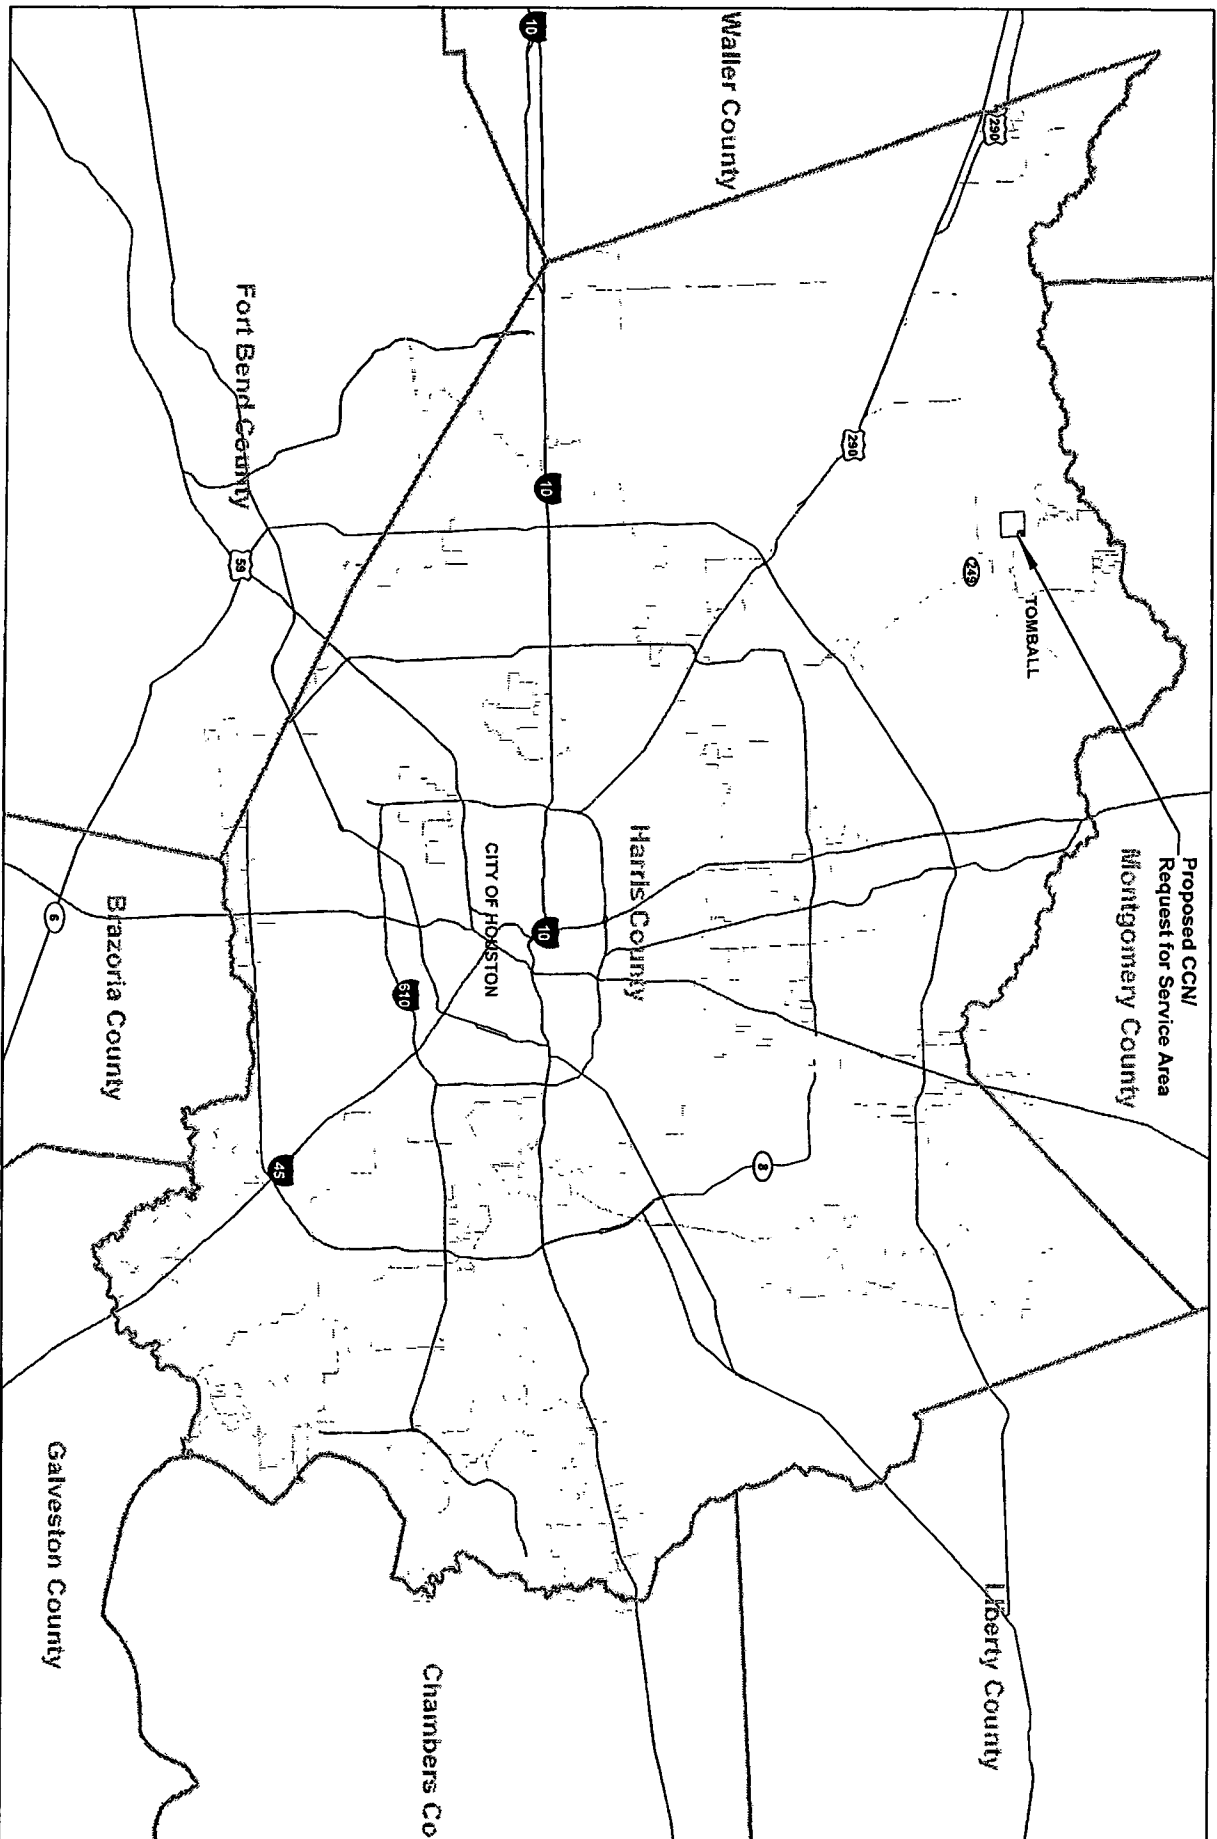 Proposed CCN/
Request for Service Area
Montgomery County
Liberty County
TOMBALL
249
290
290
Waller County
8
Harris County
10
10
10
CITY OF HOUSTON
610
Chambers Co
Fort Bend County
59
45
Brazoria County
6
Galveston County